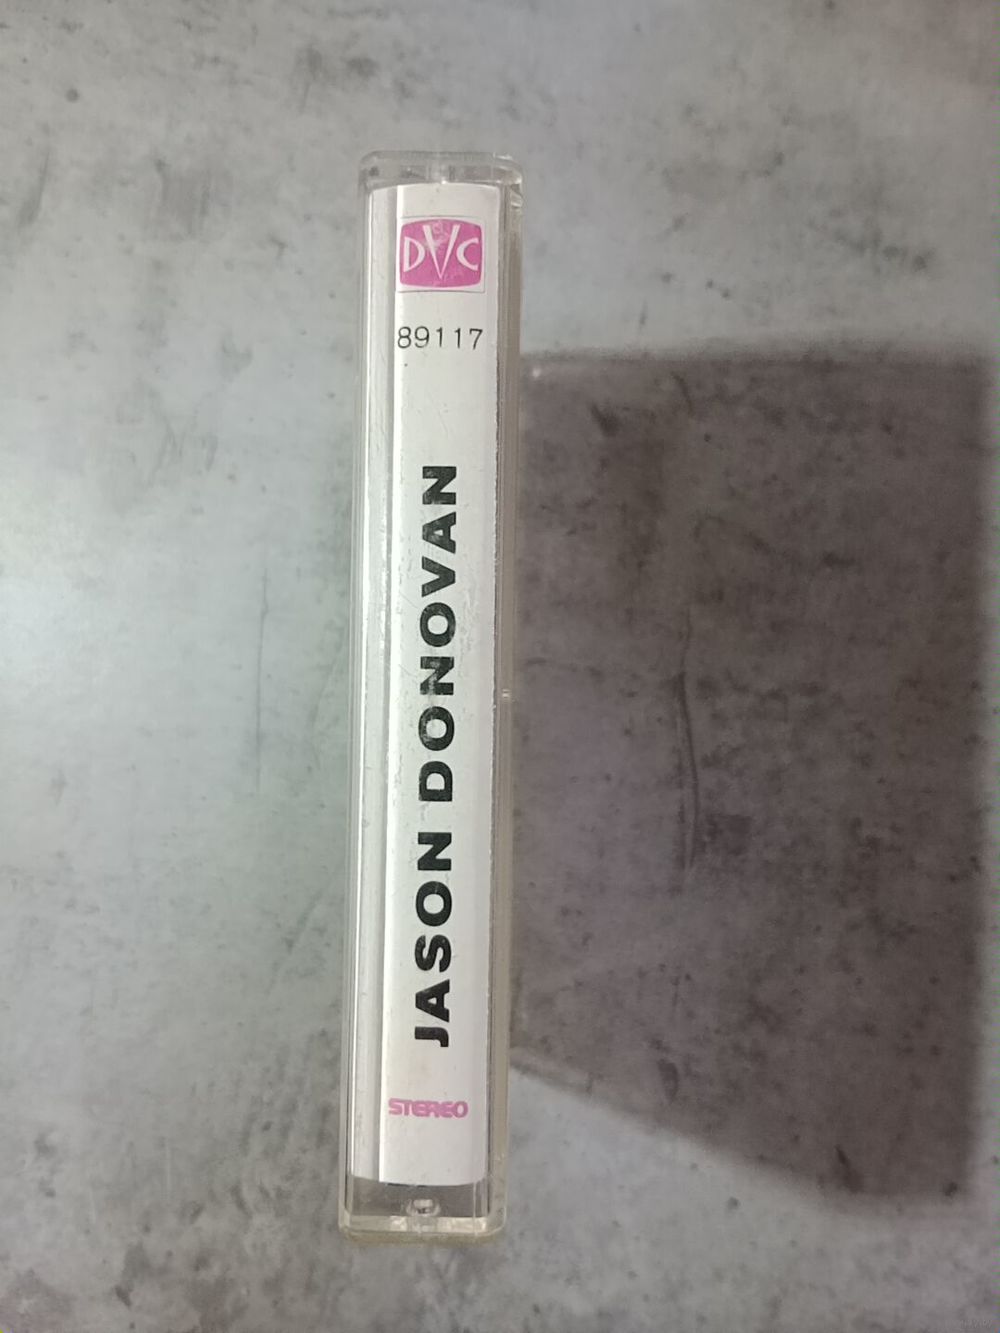 DVC
89117
JASON DONOVAN
STEREO